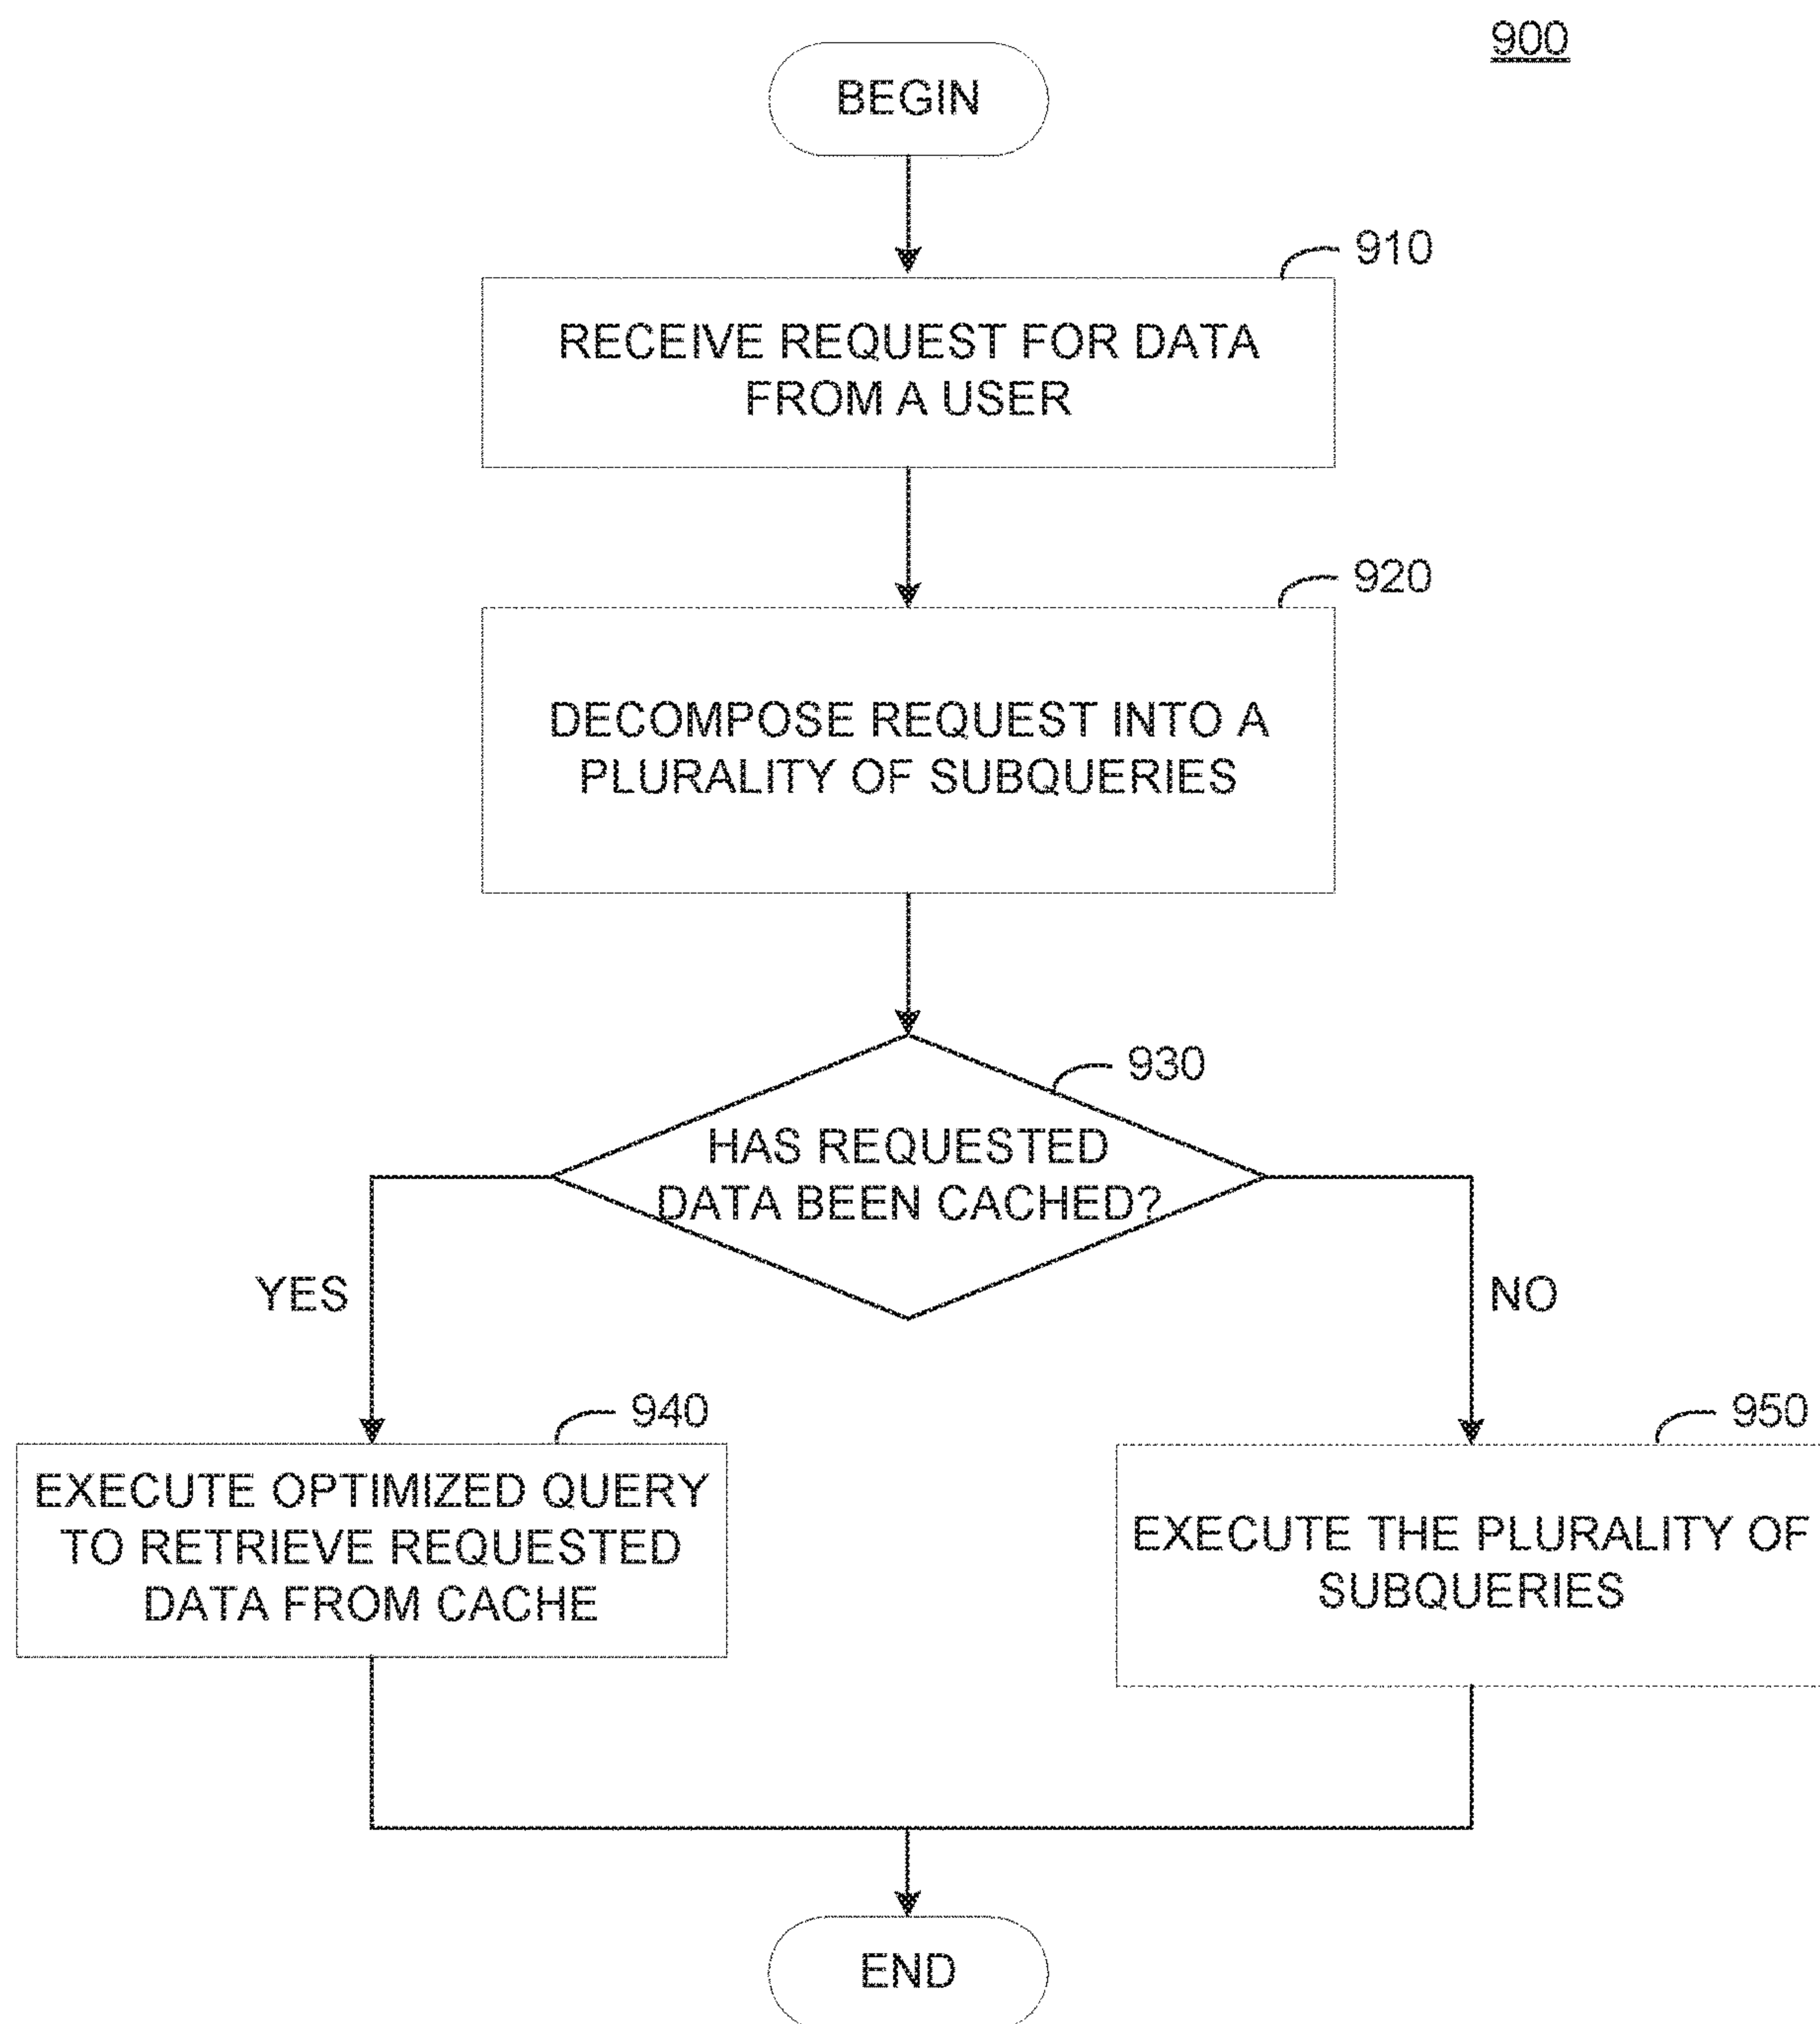 900
BEGIN
910
RECEIVE REQUEST FOR DATA
FROM A USER
920
DECOMPOSE REQUEST INTO A
PLURALITY OF SUBQUERIES
930
HAS REQUESTED
DATA BEEN CACHED?
YES
NO
940
EXECUTE OPTIMIZED QUERY
TO RETRIEVE REQUESTED
DATA FROM CACHE
950
EXECUTE THE PLURALITY OF
SUBQUERIES
END